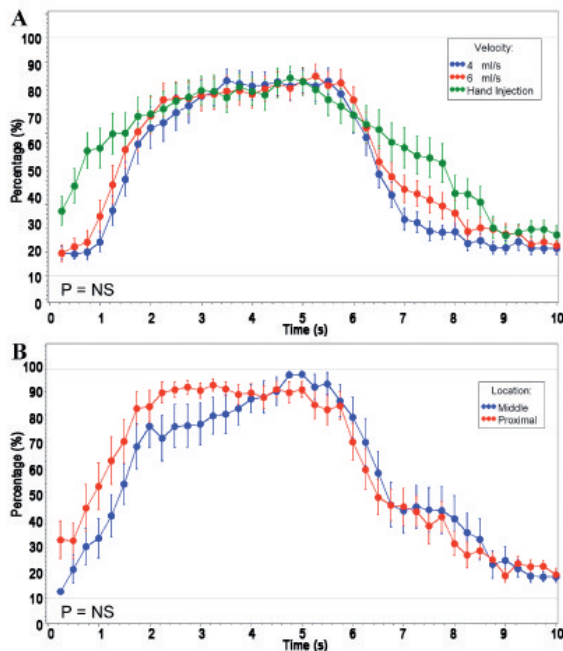 A
100
90
80
70
60
50
40
30
20
10
0
Percentage (%)
Velocity:
4 ml/s
6 ml/s
Hand Injection
P = NS
0 1 2 3 4 5 6 7 8 9 10
Time (s)
B
100
90
80
70
60
50
40
30
20
10
0
Percentage (%)
Location:
Middle
Proximal
P = NS
0 1 2 3 4 5 6 7 8 9 10
Time (s)